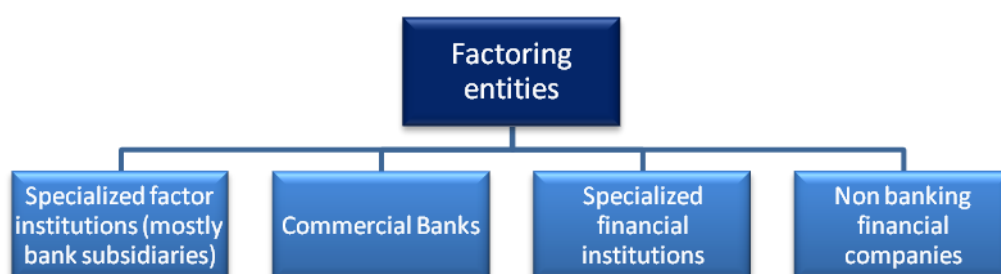 Factoring
entities
Specialized factor
institutions (mostly
bank subsidiaries)
Commercial Banks
Specialized
financial
institutions
Non banking
financial
companies